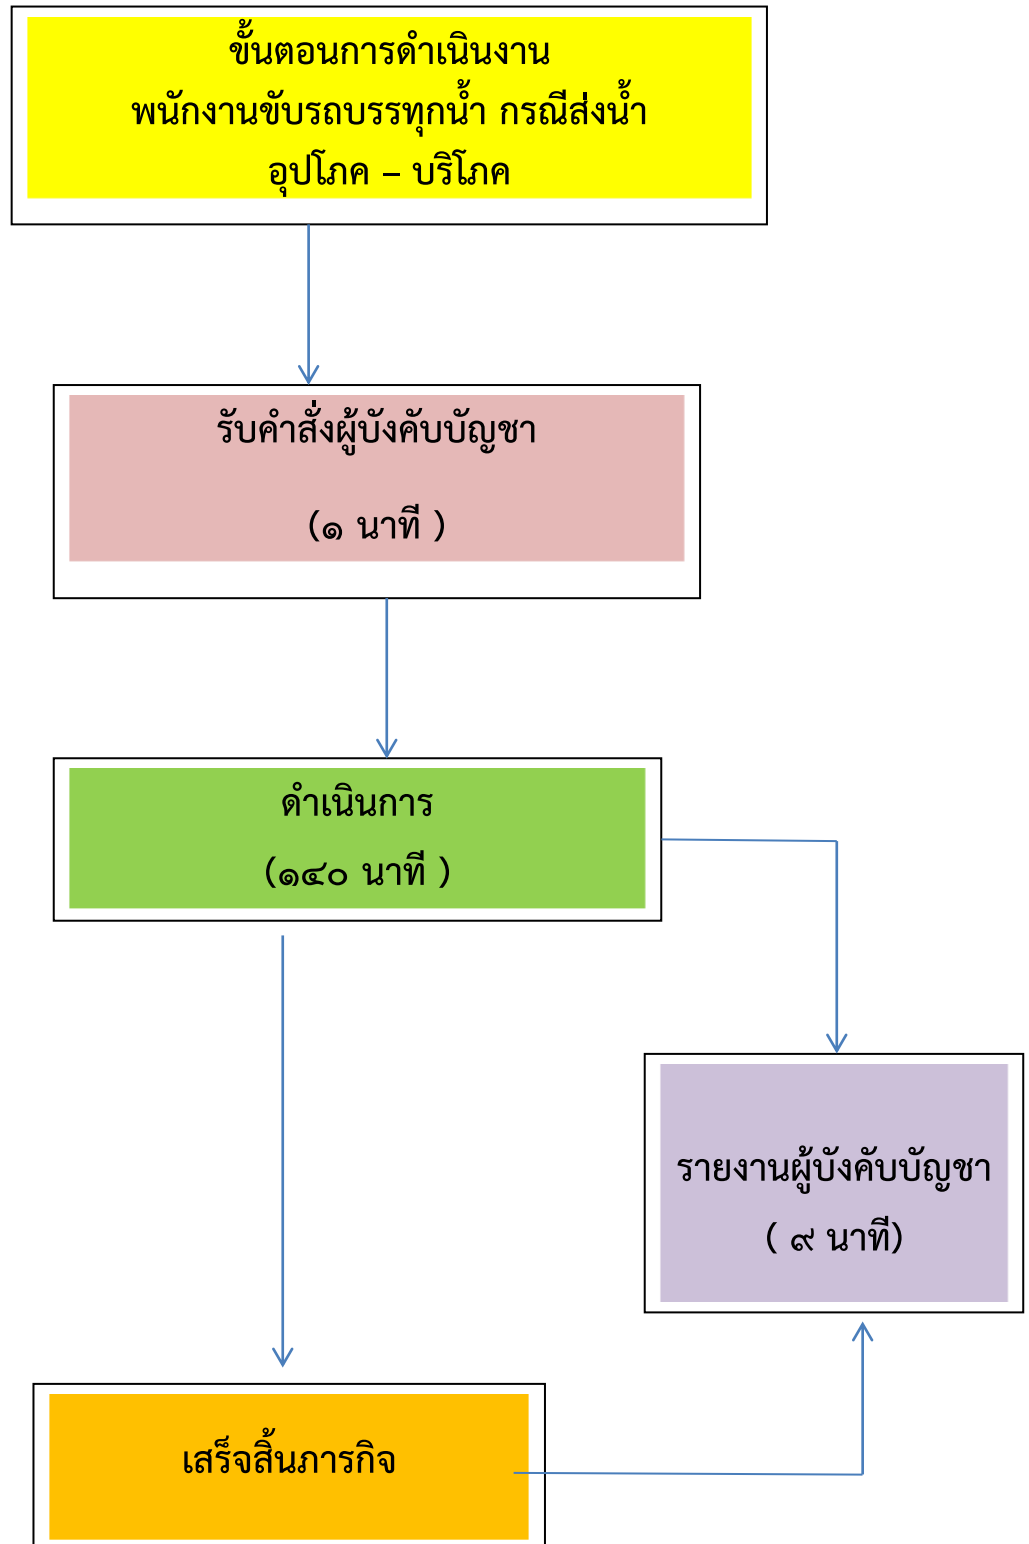 ขั้นตอนการดำเนินงาน
พนักงานขับรถบรรทุกน้ำ กรณีส่งน้ำ
อุปโภค – บริโภค
รับคำสั่งผู้บังคับบัญชา
(๑ นาที )
ดำเนินการ
(๑๔๐ นาที )
รายงานผู้บังคับบัญชา
( ๙ นาที)
เสร็จสิ้นภารกิจ